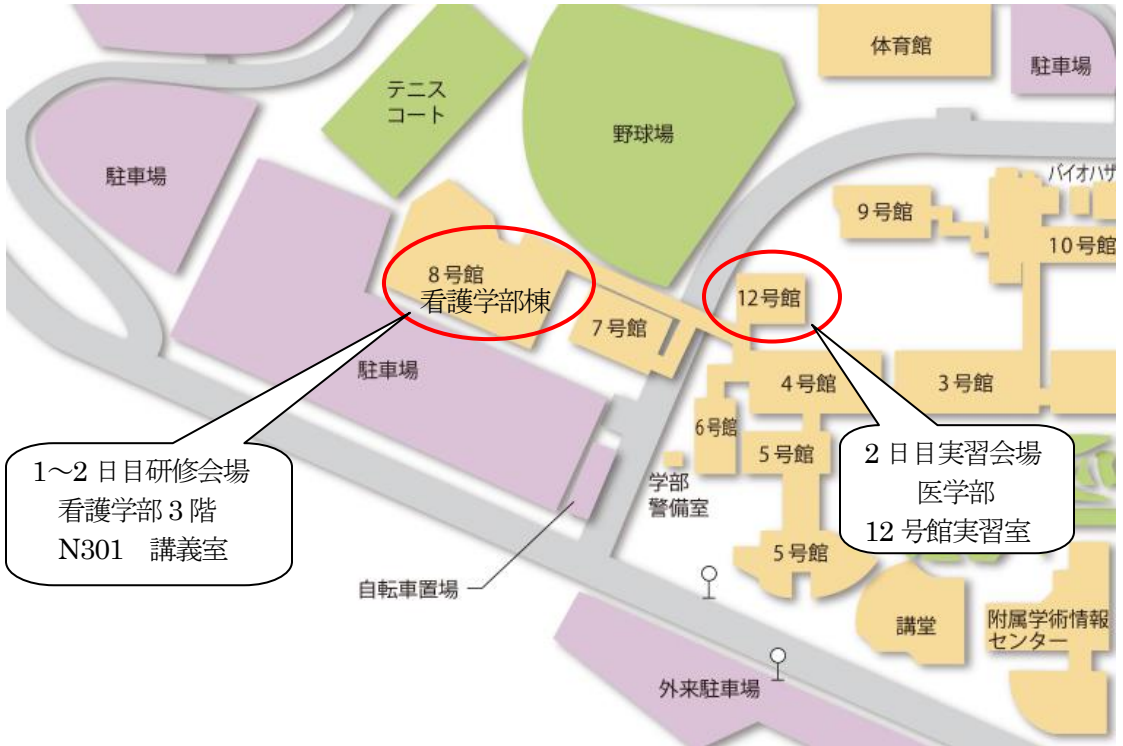 体育館
駐車場
テニス
コート
野球場
駐車場
バイオハザ
9号館
10号館
8号館
看護学部棟
12号館
7号館
駐車場
4号館
3号館
6号館
5号館
1～2日目研修会場
看護学部3階
N301　講義室
2日目実習会場
医学部
12号館実習室
学部
警備室
5号館
自転車置場
講堂
附属学術情報
センター
外来駐車場